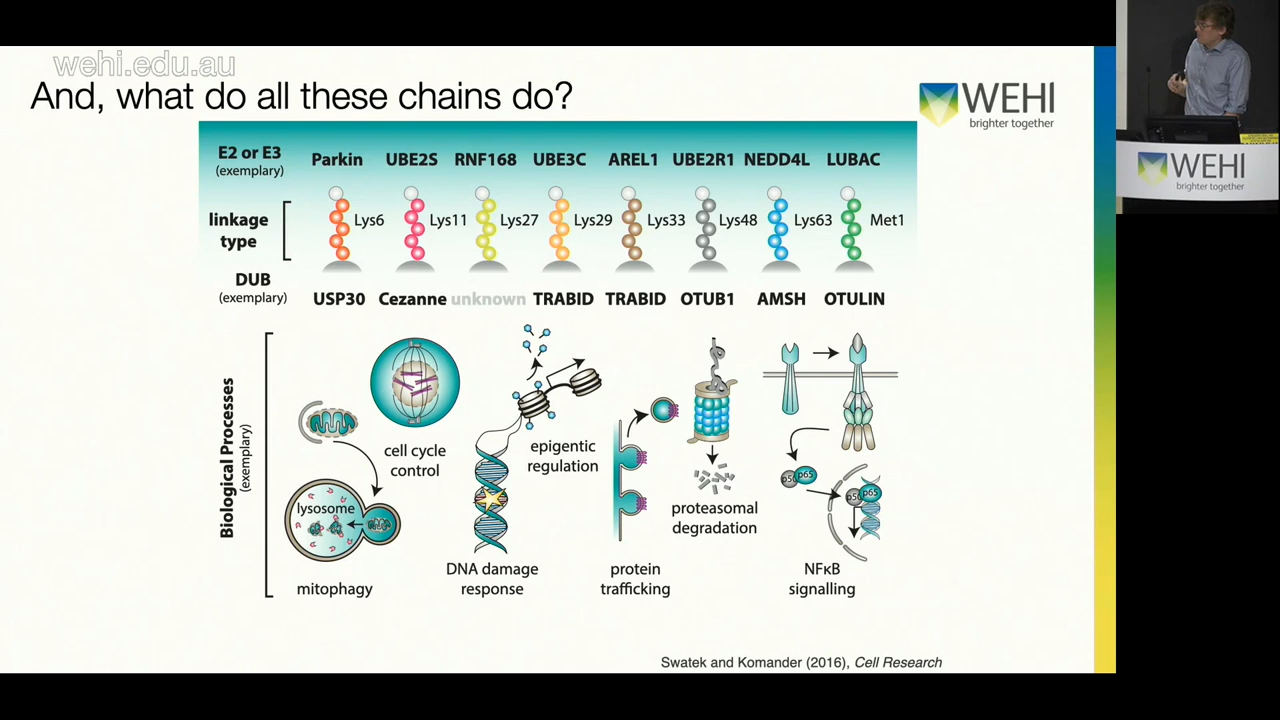 wehi.edu.au
And, what do all these chains do?
WEHI
brighter together
WEHI
brighter together
E2 or E3
(exemplary)
Parkin UBE2S RNF168 UBE3C AREL1 UBE2R1 NEDD4L LUBAC
linkage
type
Lys6 Lys11 Lys27 Lys29 Lys33 Lys48 Lys63 Met1
DUB
(exemplary)
USP30 Cezanne unknown TRABID TRABID OTUB1 AMSH OTULIN
Biological Processes
(exemplary)
cell cycle
control
epigentic
regulation
lysosome
mitophagy
DNA damage
response
protein
trafficking
proteasomal
degradation
p65
p65
NFκB
signalling
Swatek and Komander (2016), Cell Research